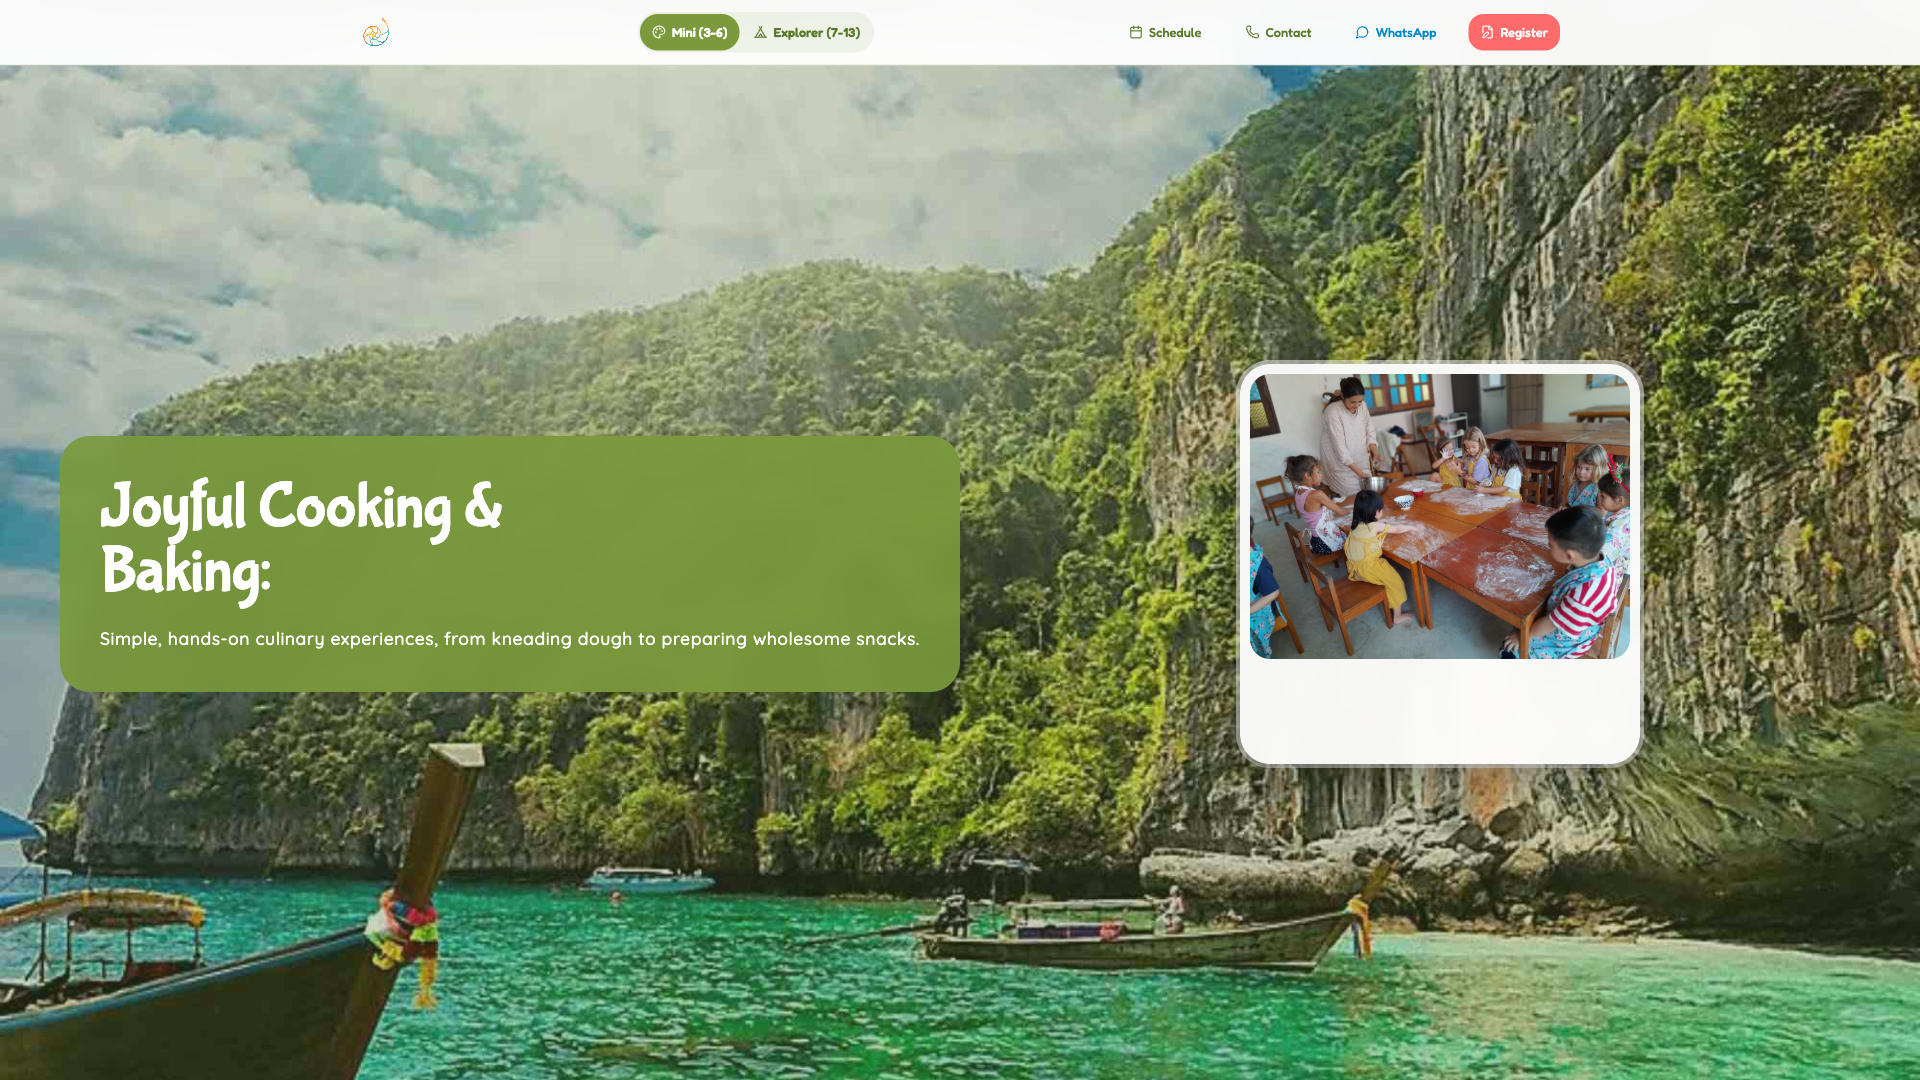 Mini (3-6)
Explorer (7-13)
Schedule
Contact
WhatsApp
Register
Joyful Cooking &
Baking:
Simple, hands-on culinary experiences, from kneading dough to preparing wholesome snacks.